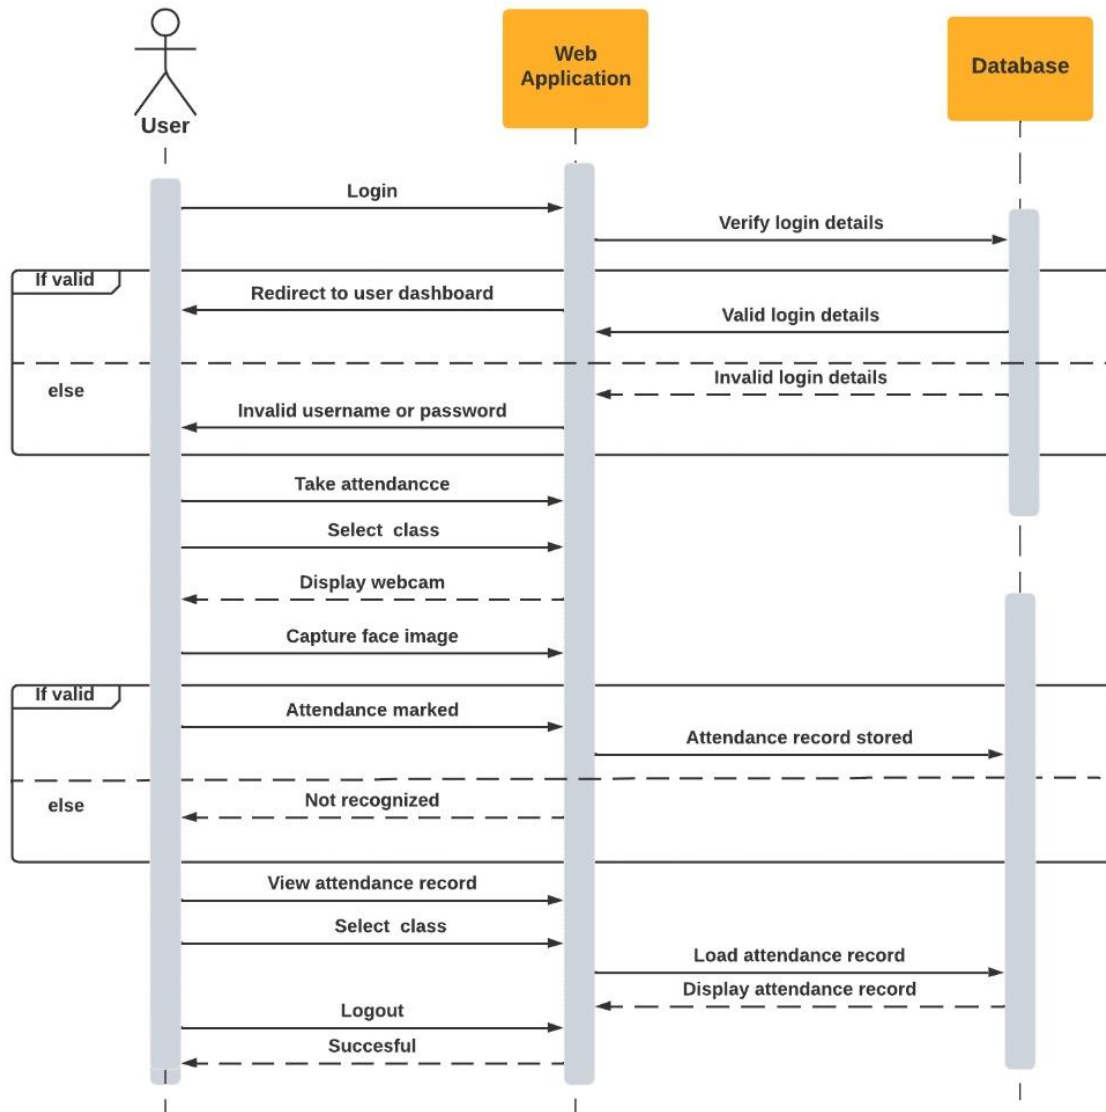 User
Web
Application
Database
Login
Verify login details
If valid
Redirect to user dashboard
Valid login details
else
Invalid login details
Invalid username or password
Take attendancce
Select class
Display webcam
Capture face image
If valid
Attendance marked
Attendance record stored
else
Not recognized
View attendance record
Select class
Load attendance record
Display attendance record
Logout
Succesful